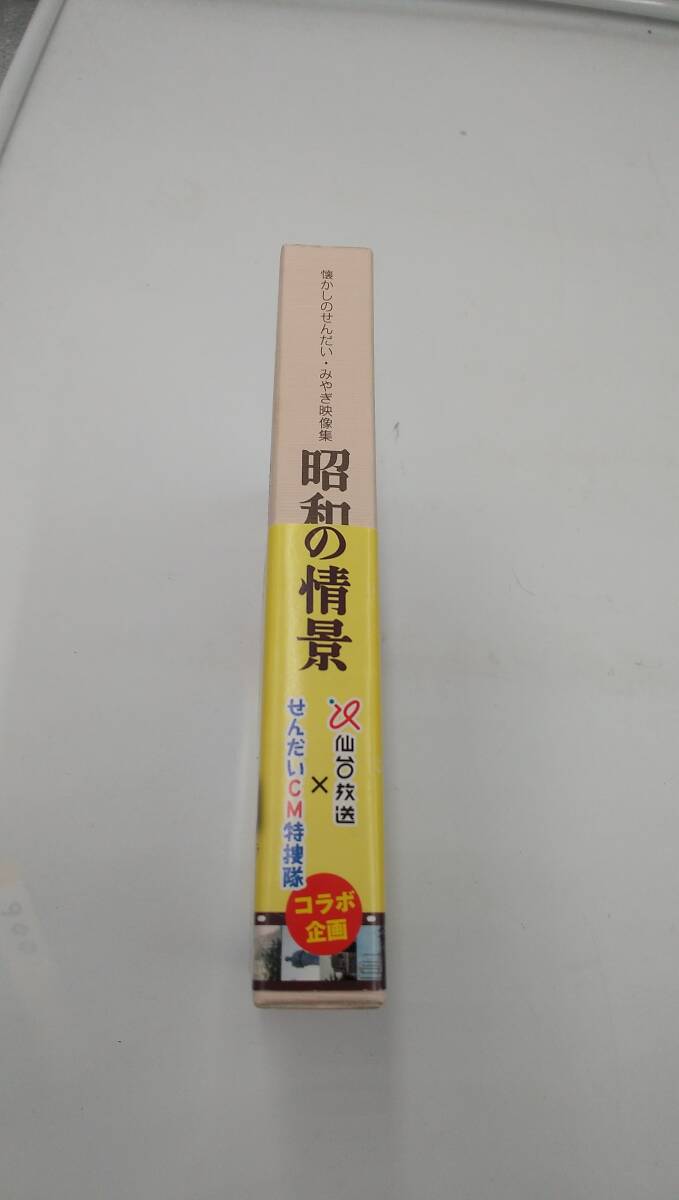 懐かしのせんだい・みやぎ映像集
昭和の情景
仙台放送
×
せんだいCM特捜隊
コラボ
企画